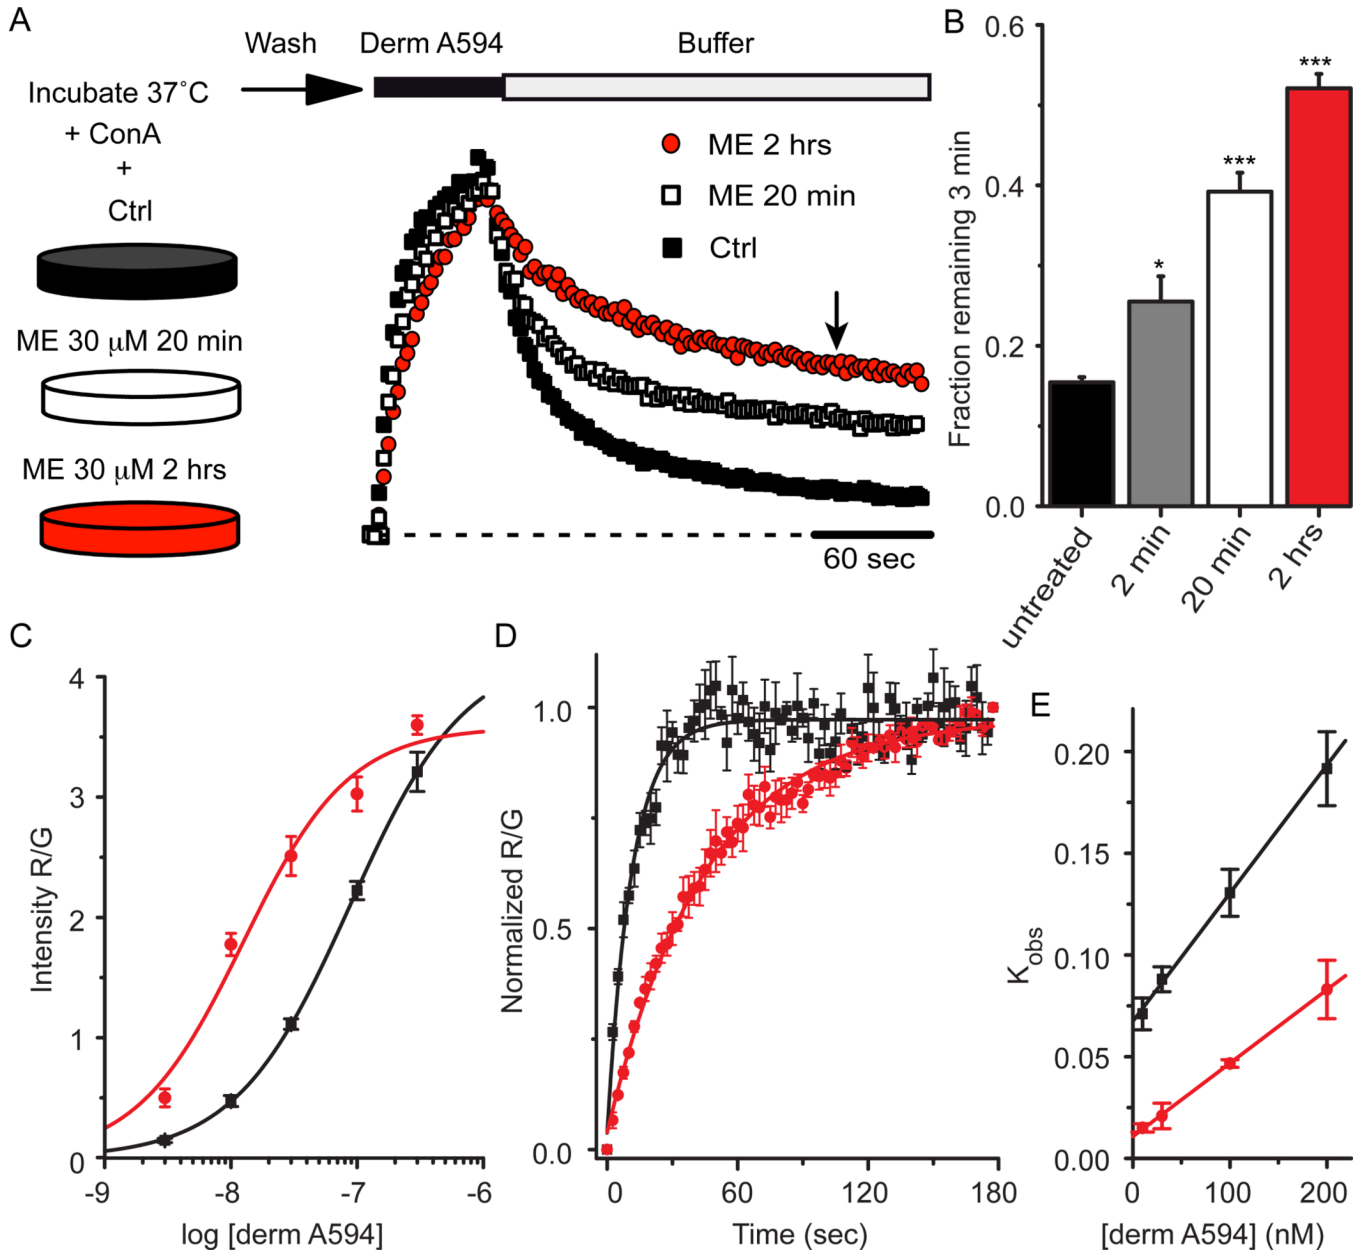 A
Wash
Derm A594
Buffer
Incubate 37˚C
+ ConA
+
Ctrl
ME 30 μM 20 min
ME 30 μM 2 hrs
ME 2 hrs
ME 20 min
Ctrl
60 sec
B
Fraction remaining 3 min
0.6
0.4
0.2
0.0
*
***
***
untreated
2 min
20 min
2 hrs
C
Intensity R/G
4
3
2
1
0
-9
-8
-7
-6
log [derm A594]
D
Normalized R/G
1.0
0.5
0.0
0
60
120
180
Time (sec)
E
Kobs
0.20
0.15
0.10
0.05
0.00
0
100
200
[derm A594] (nM)